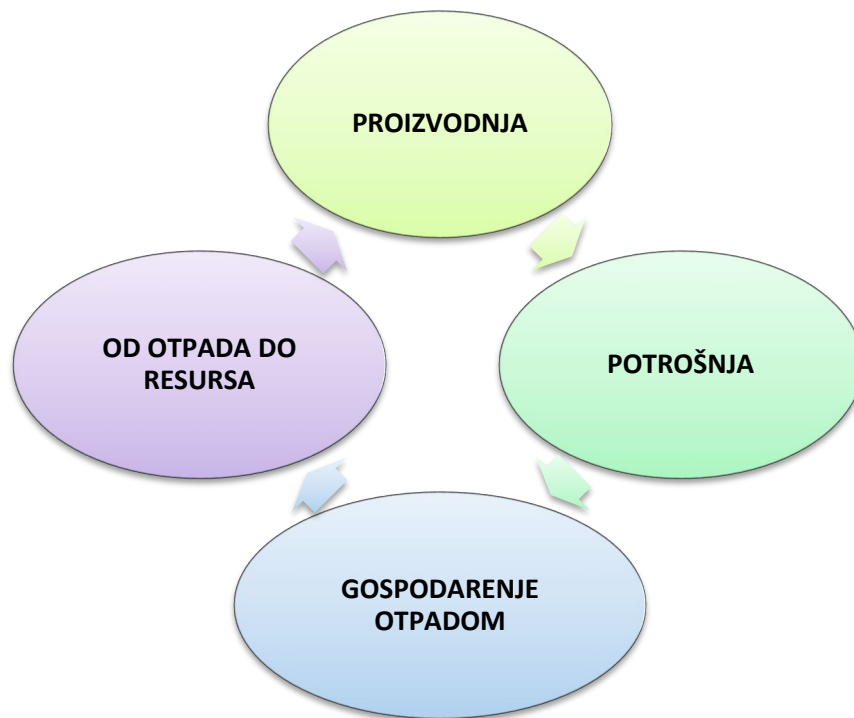 PROIZVODNJA
POTROŠNJA
GOSPODARENJE
OTPADOM
OD OTPADA DO
RESURSA